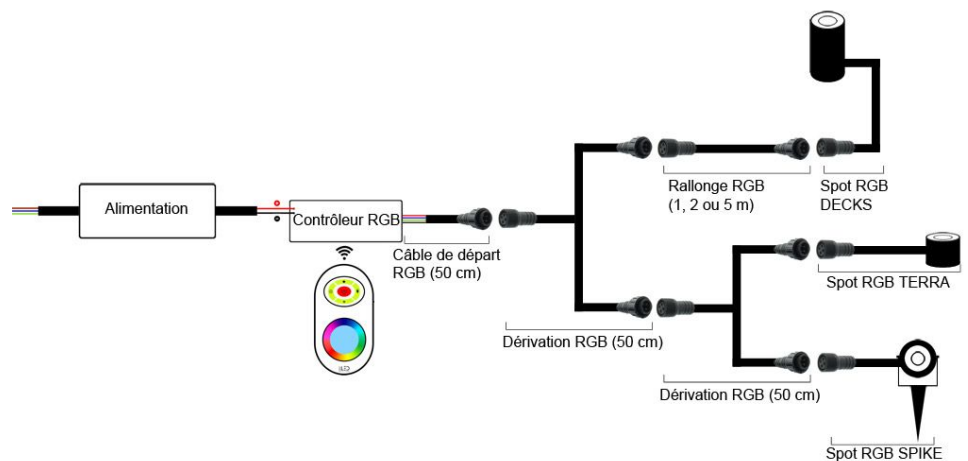 Alimentation
Contrôleur RGB
Câble de départ
RGB (50 cm)
Rallonge RGB
(1, 2 ou 5 m)
Spot RGB
DECKS
Spot RGB TERRA
Dérivation RGB (50 cm)
Dérivation RGB (50 cm)
Spot RGB SPIKE